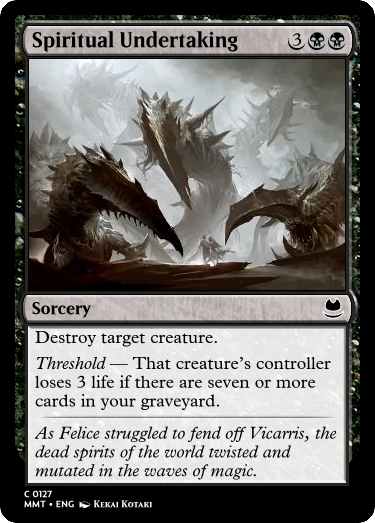 Spiritual Undertaking 3
Sorcery
Destroy target creature.
Threshold — That creature's controller
loses 3 life if there are seven or more
cards in your graveyard.
As Felice struggled to fend off Vicarris, the
dead spirits of the world twisted and
mutated in the waves of magic.
C 0127
MMT • ENG Kekai Kotaki